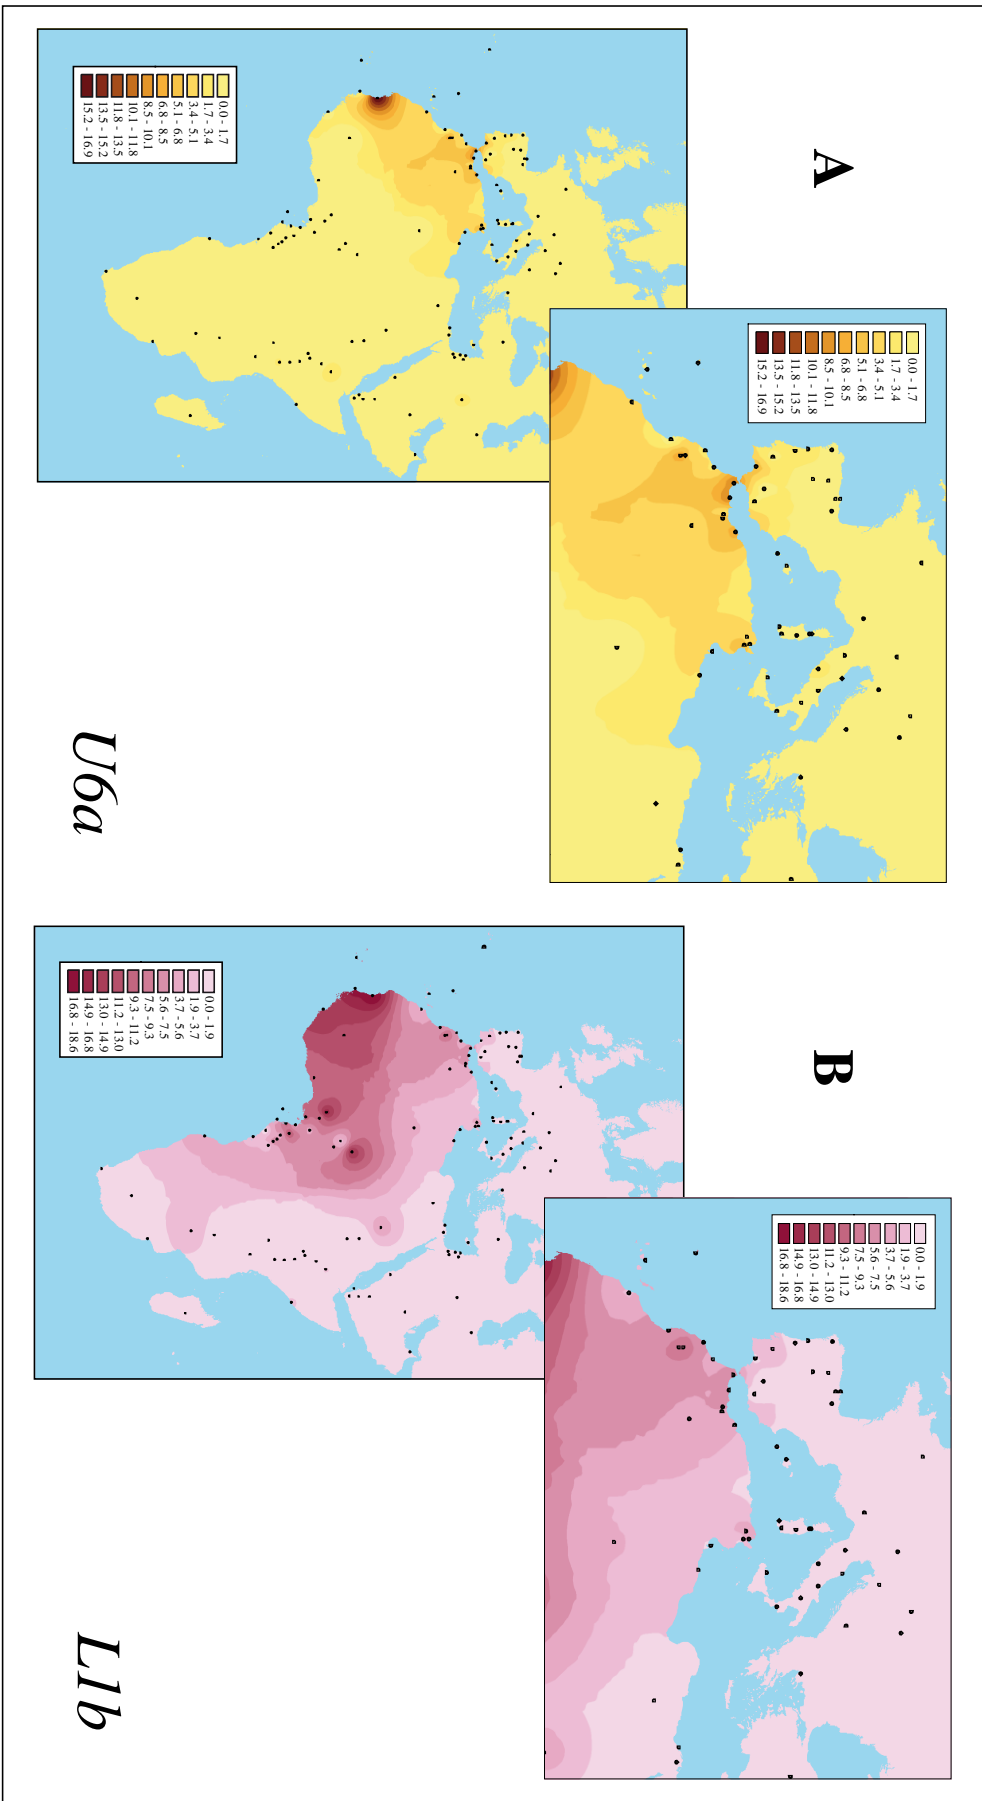 A
0.0 - 1.7
1.7 - 3.4
3.4 - 5.1
5.1 - 6.8
6.8 - 8.5
8.5 - 10.1
10.1 - 11.8
11.8 - 13.5
13.5 - 15.2
15.2 - 16.9
0.0 - 1.7
1.7 - 3.4
3.4 - 5.1
5.1 - 6.8
6.8 - 8.5
8.5 - 10.1
10.1 - 11.8
11.8 - 13.5
13.5 - 15.2
15.2 - 16.9
U6a
B
0.0 - 1.9
1.9 - 3.7
3.7 - 5.6
5.6 - 7.5
7.5 - 9.3
9.3 - 11.2
11.2 - 13.0
13.0 - 14.9
14.9 - 16.8
16.8 - 18.6
0.0 - 1.9
1.9 - 3.7
3.7 - 5.6
5.6 - 7.5
7.5 - 9.3
9.3 - 11.2
11.2 - 13.0
13.0 - 14.9
14.9 - 16.8
16.8 - 18.6
L1b